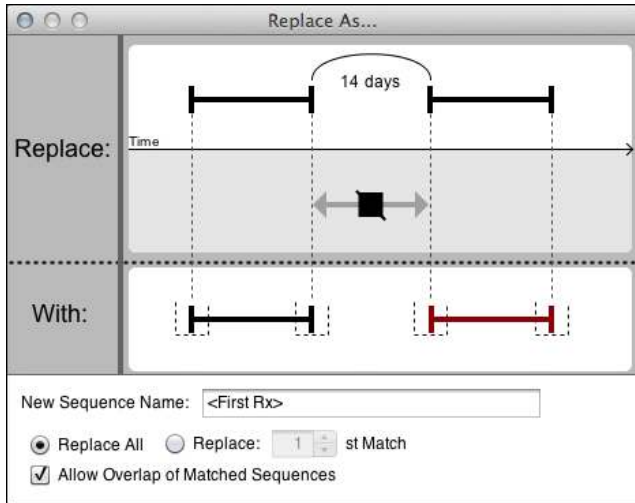 Replace As...
14 days
Replace:
Time
With:
New Sequence Name: <First Rx>
Replace All Replace: 1 st Match
Allow Overlap of Matched Sequences